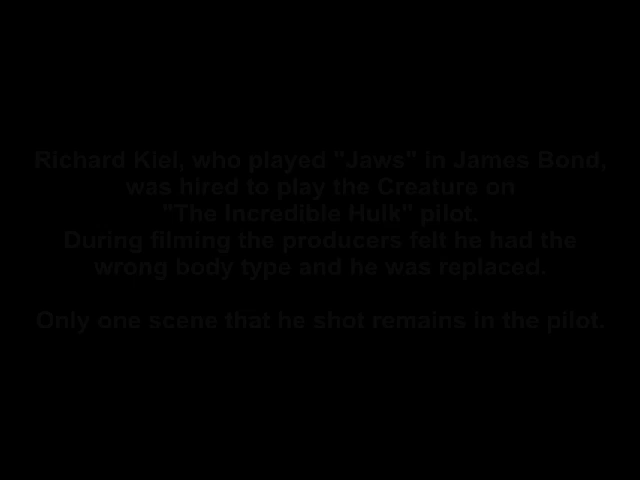 Richard Kiel, who played "Jaws" in James Bond,
was hired to play the Creature on
"The Incredible Hulk" pilot.
During filming the producers felt he had the
wrong body type and he was replaced.
Only one scene that he shot remains in the pilot.